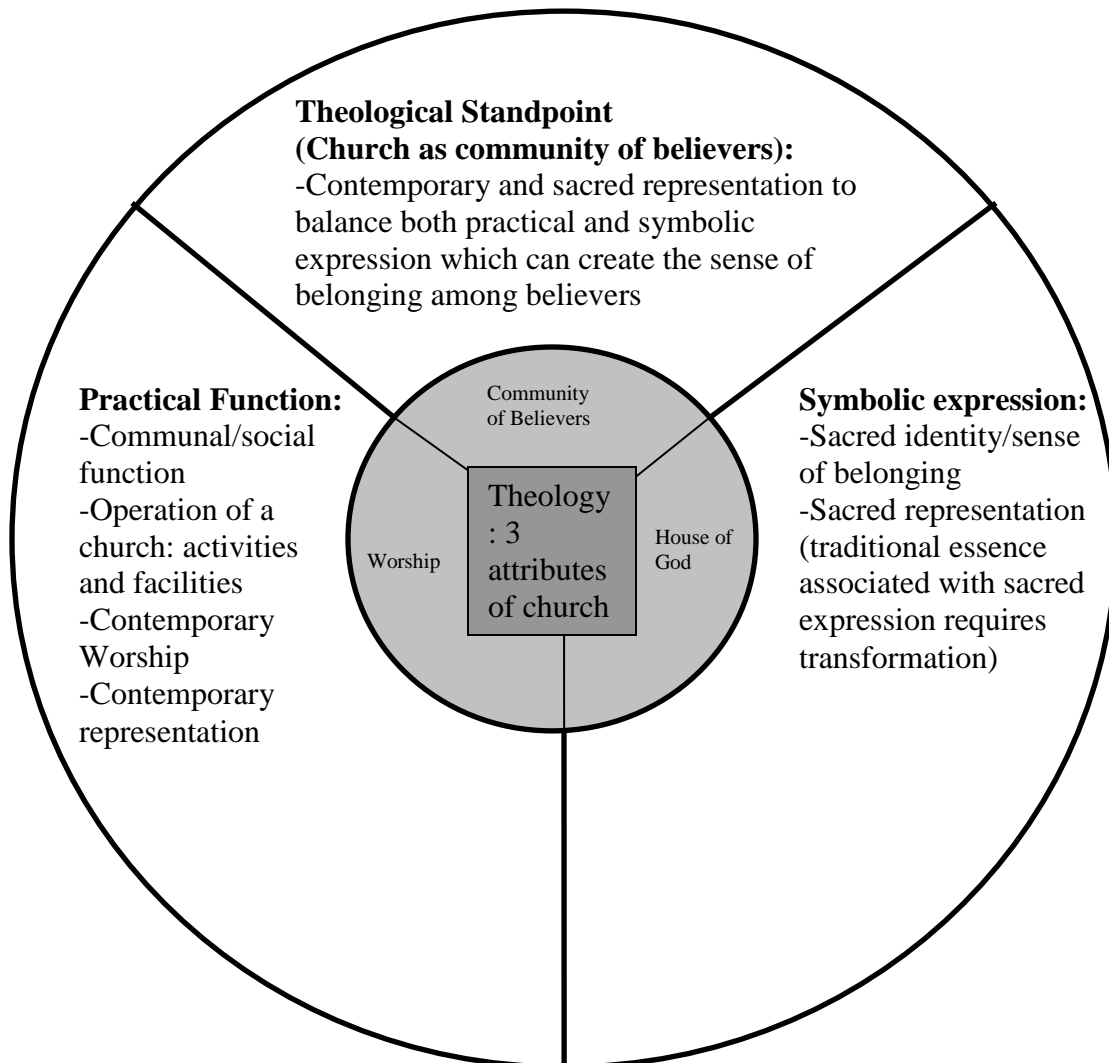 Theological Standpoint
(Church as community of believers):
-Contemporary and sacred representation to
balance both practical and symbolic
expression which can create the sense of
belonging among believers
Practical Function:
-Communal/social
function
-Operation of a
church: activities
and facilities
-Contemporary
Worship
-Contemporary
representation
Community
of Believers
Worship
Theology
: 3
attributes
of church
House of
God
Symbolic expression:
-Sacred identity/sense
of belonging
-Sacred representation
(traditional essence
associated with sacred
expression requires
transformation)